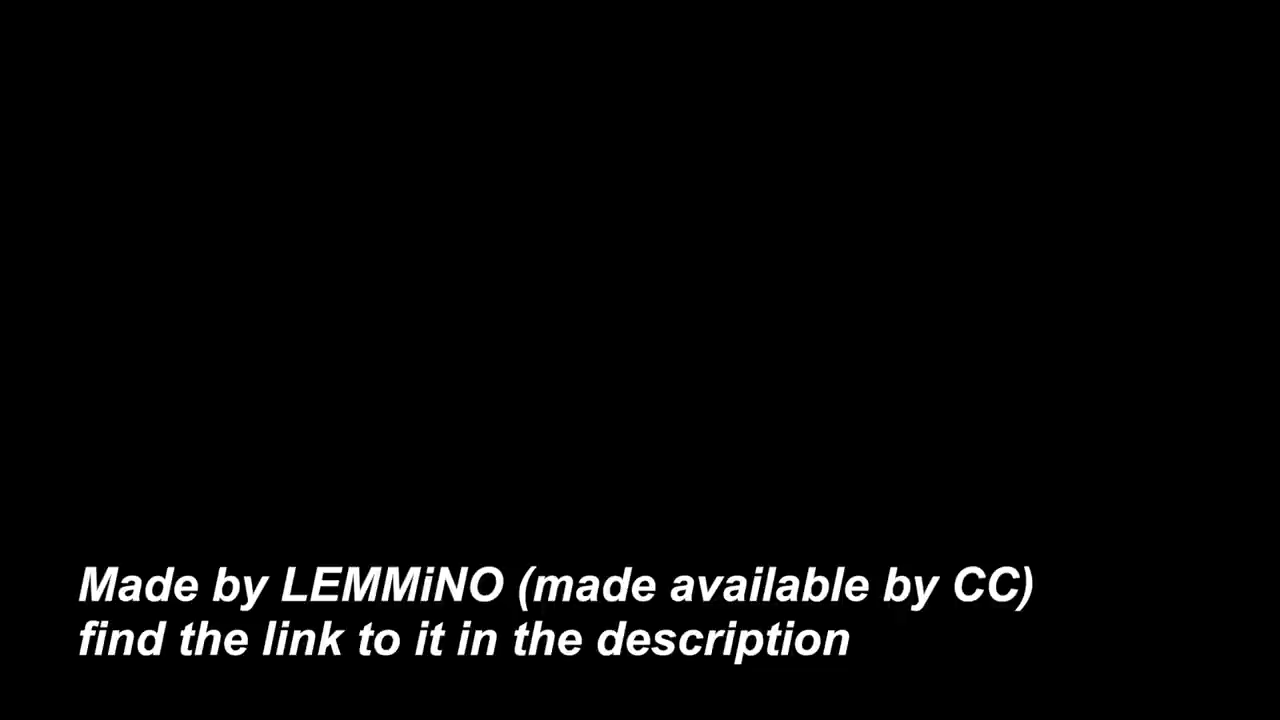 Made by LEMMiNO (made available by CC)
find the link to it in the description